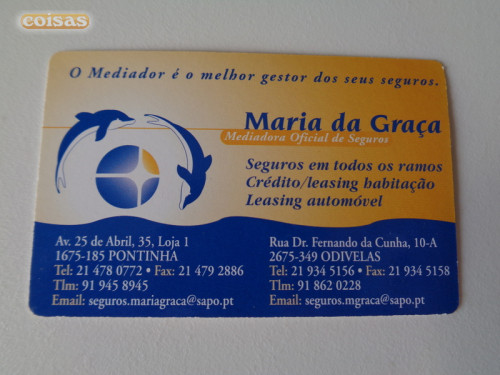 coisas
O Mediador é o melhor gestor dos seus seguros.
Maria da Graça
Mediadora Oficial de Seguros
Seguros em todos os ramos
Crédito/leasing habitação
Leasing automóvel
Av. 25 de Abril, 35, Loja 1
1675-185 PONTINHA
Tel: 21 478 0772 • Fax: 21 479 2886
Tlm: 91 945 8945
Email: seguros.mariagraca@sapo.pt
Rua Dr. Fernando da Cunha, 10-A
2675-349 ODIVELAS
Tel: 21 934 5156 • Fax: 21 934 5158
Tlm: 91 862 0228
Email: seguros.mgraca@sapo.pt